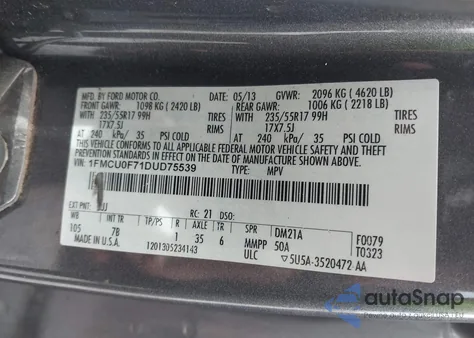 MFD. BY FORD MOTOR CO.
05/13 GVWR: 2096 KG ( 4620 LB)
FRONT GAWR: 1098 KG ( 2420 LB) REAR GAWR: 1006 KG ( 2218 LB)
WITH 235/55R17 99H TIRES WITH 235/55R17 99H TIRES
17X7.5J RIMS 17X7.5J RIMS
AT 240 kPa/ 35 PSI COLD AT 240 kPa/ 35 PSI COLD
THIS VEHICLE CONFORMS TO ALL APPLICABLE FEDERAL MOTOR VEHICLE SAFETY AND THEFT PREVENTION STANDARDS IN EFFECT ON THE DATE OF MANUFACTURE SHOWN ABOVE.
VIN: 1FMCU0F71DUD75539 TYPE: MPV
EXT PNT: RC: 21 DSO:
WB INT TR TP/PS R AXLE TR SPR DM21A F0079
105 7B 1 35 6 MMPP 50A T0323
MADE IN U.S.A. 1201305234143 ULC ▽5U5A-3520472-AA
autoSnap